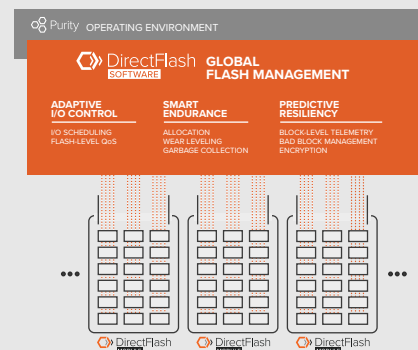 Purity OPERATING ENVIRONMENT
DirectFlash
SOFTWARE
GLOBAL
FLASH MANAGEMENT
ADAPTIVE
I/O CONTROL
I/O SCHEDULING
FLASH-LEVEL QoS
SMART
ENDURANCE
ALLOCATION
WEAR LEVELING
GARBAGE COLLECTION
PREDICTIVE
RESILIENCY
BLOCK-LEVEL TELEMETRY
BAD BLOCK MANAGEMENT
ENCRYPTION
DirectFlash
DirectFlash
DirectFlash